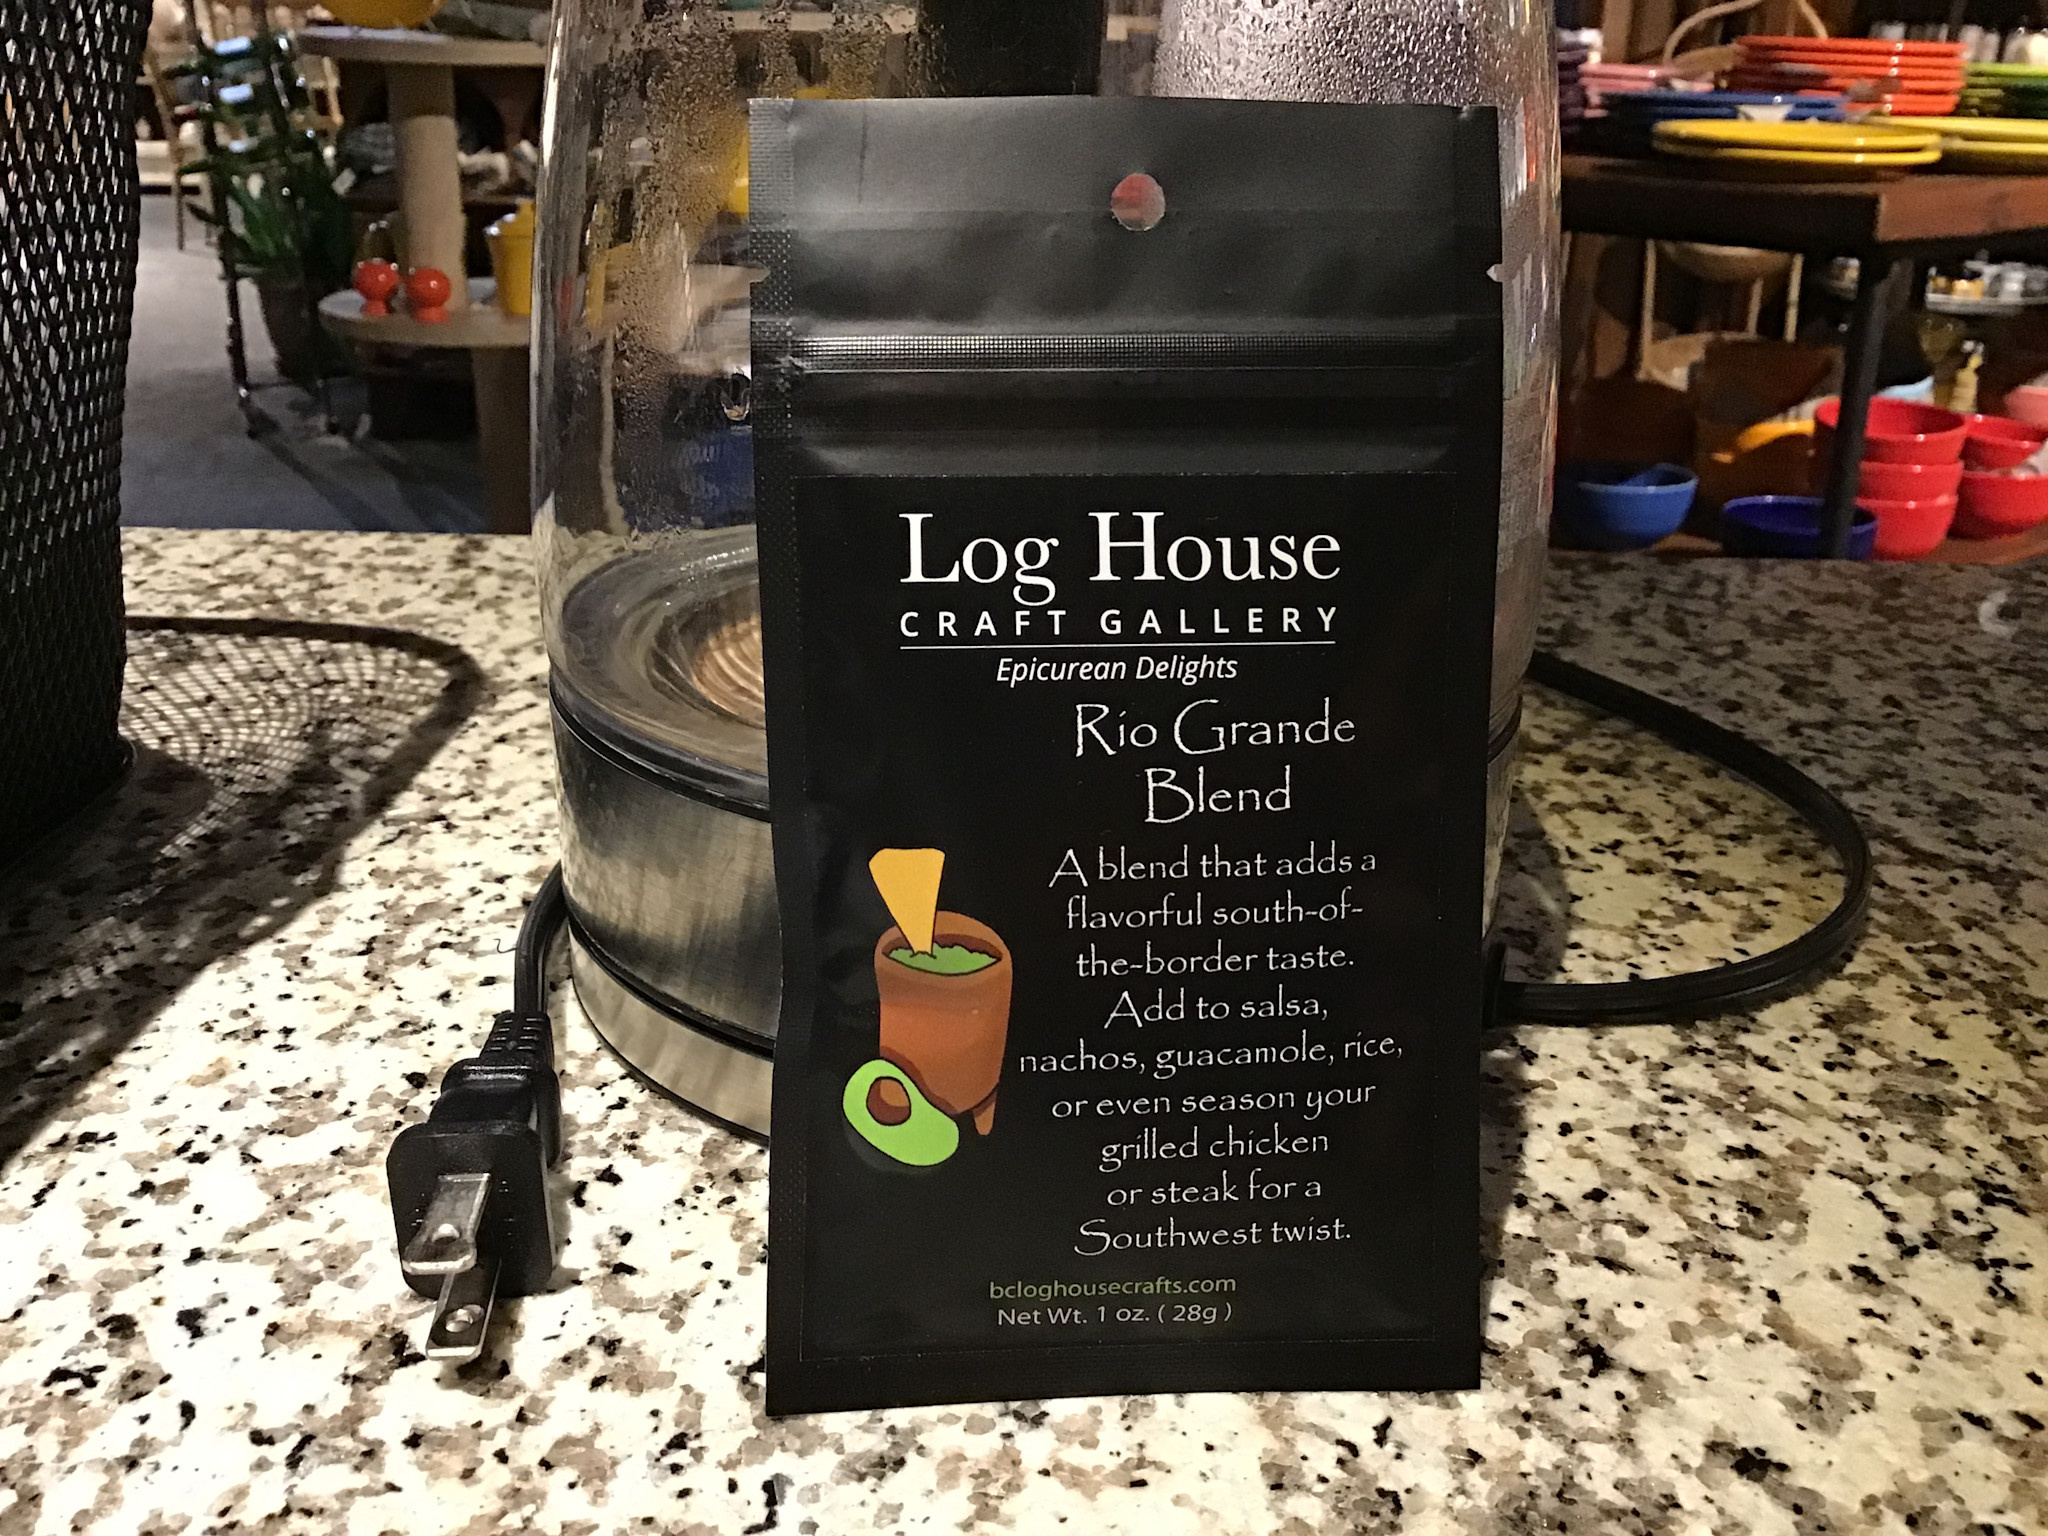 Log House
CRAFT GALLERY
Epicurean Delights
Rio Grande
Blend
A blend that adds a
flavorful south-of-
the-border taste.
Add to salsa,
nachos, guacamole, rice,
or even season your
grilled chicken
or steak for a
Southwest twist.
bcloghousecrafts.com
Net Wt. 1 oz. ( 28g )